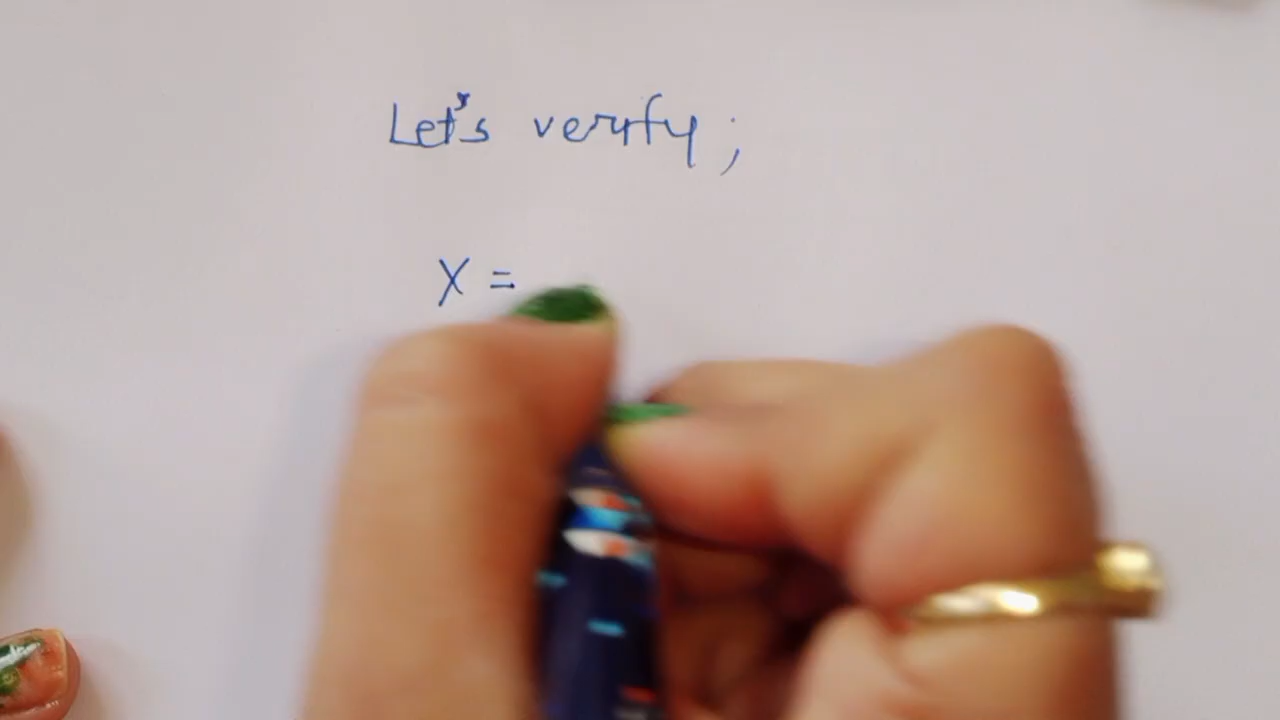 Let's verify;
X =